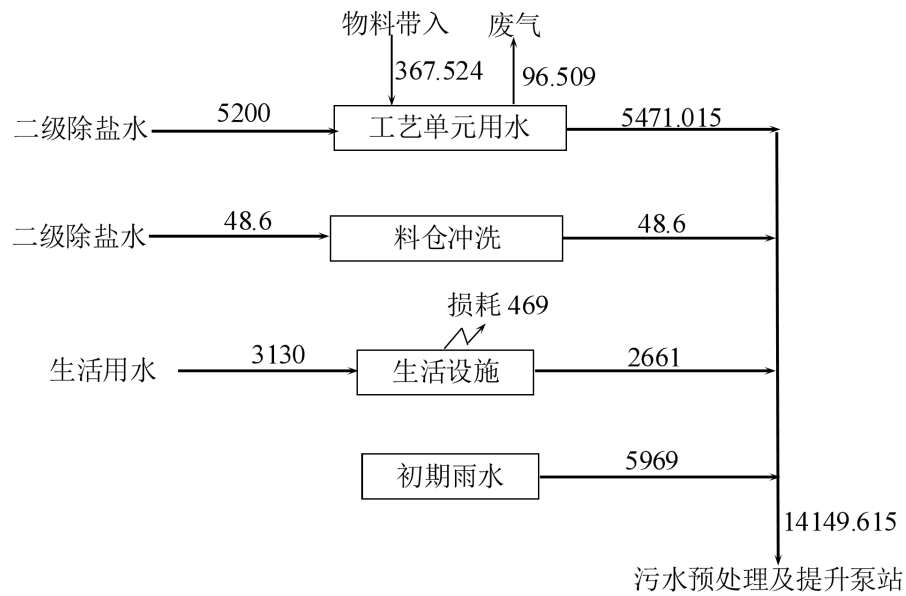 物料带入 废气
367.524 96.509
二级除盐水 5200 工艺单元用水 5471.015
二级除盐水 48.6 料仓冲洗 48.6
损耗 469
生活用水 3130 生活设施 2661
初期雨水 5969
14149.615
污水预处理及提升泵站